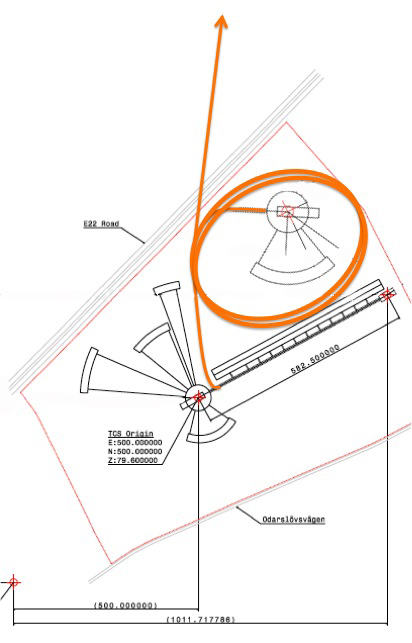 E22 Road
582.500000
TCS Origin
E:500.000000
N:500.000000
Z:79.600000
Odarslövsvägen
(500.000000)
(1011.717786)